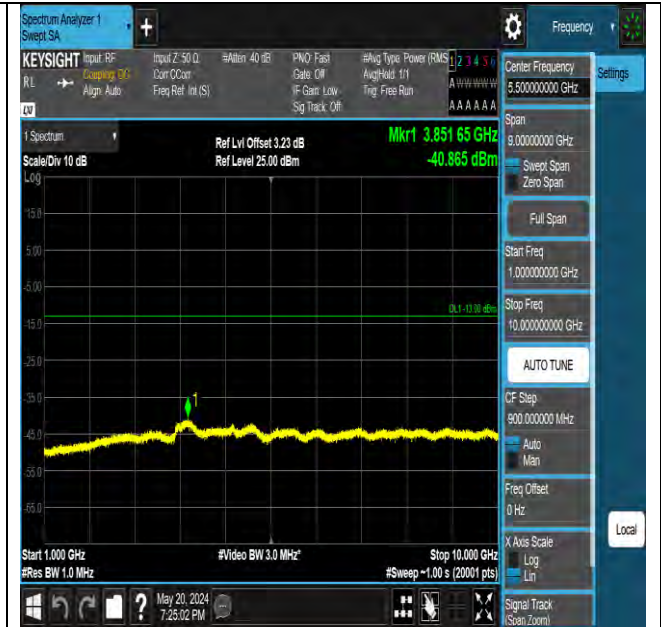 Spectrum Analyzer 1
Swept SA
+
Frequency
KEYSIGHT
RL
Input: RF
Coupling: DC
Align: Auto
Input Z: 50 Ω
Corr CCorr
Freq Ref: Int (S)
#Atten: 40 dB
PNO: Fast
Gate: Off
IF Gain: Low
Sig Track: Off
#Avg Type: Power (RMS
Avg|Hold: 1/1
Trig: Free Run
1 2 3 4 5 6
A W W W W W
A A A A A A
1 Spectrum
Scale/Div 10 dB
Ref Lvl Offset 3.23 dB
Ref Level 25.00 dBm
Mkr1 3.851 65 GHz
-40.865 dBm
Log
15.0
5.00
-5.00
-15.0
-25.0
-35.0
-45.0
-55.0
-65.0
DL1 -13.00 dBm
1
Start 1.000 GHz
#Res BW 1.0 MHz
#Video BW 3.0 MHz*
Stop 10.000 GHz
#Sweep ~1.00 s (20001 pts)
May 20, 2024
7:25:02 PM
?
Settings
Center Frequency
5.500000000 GHz
Span
9.00000000 GHz
Swept Span
Zero Span
Full Span
Start Freq
1.000000000 GHz
Stop Freq
10.000000000 GHz
AUTO TUNE
CF Step
900.000000 MHz
Auto
Man
Freq Offset
0 Hz
X Axis Scale
Log
Lin
Signal Track
(Span Zoom)
Local